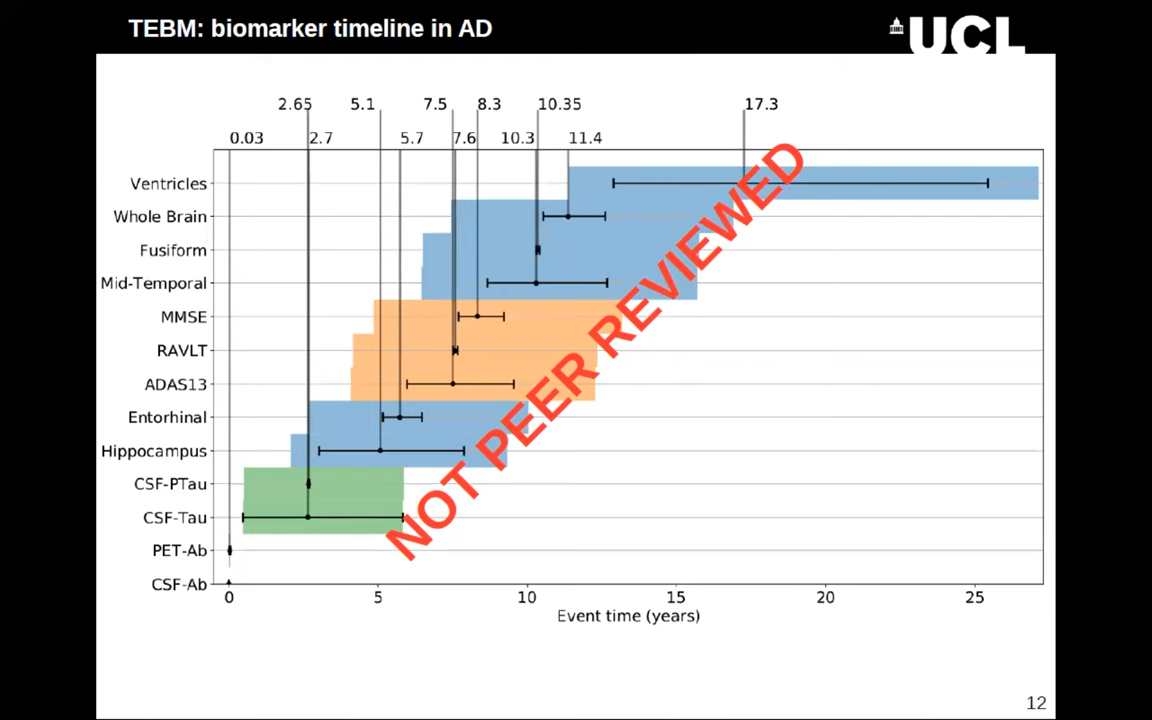 TEBM: biomarker timeline in AD
UCL
2.65 5.1 7.5 8.3 10.35 17.3
0.03 2.7 5.7 7.6 10.3 11.4
Ventricles
Whole Brain
Fusiform
Mid-Temporal
MMSE
RAVLT
ADAS13
Entorhinal
Hippocampus
CSF-PTau
CSF-Tau
PET-Ab
CSF-Ab
0 5 10 15 20 25
Event time (years)
NOT PEER REVIEWED
12